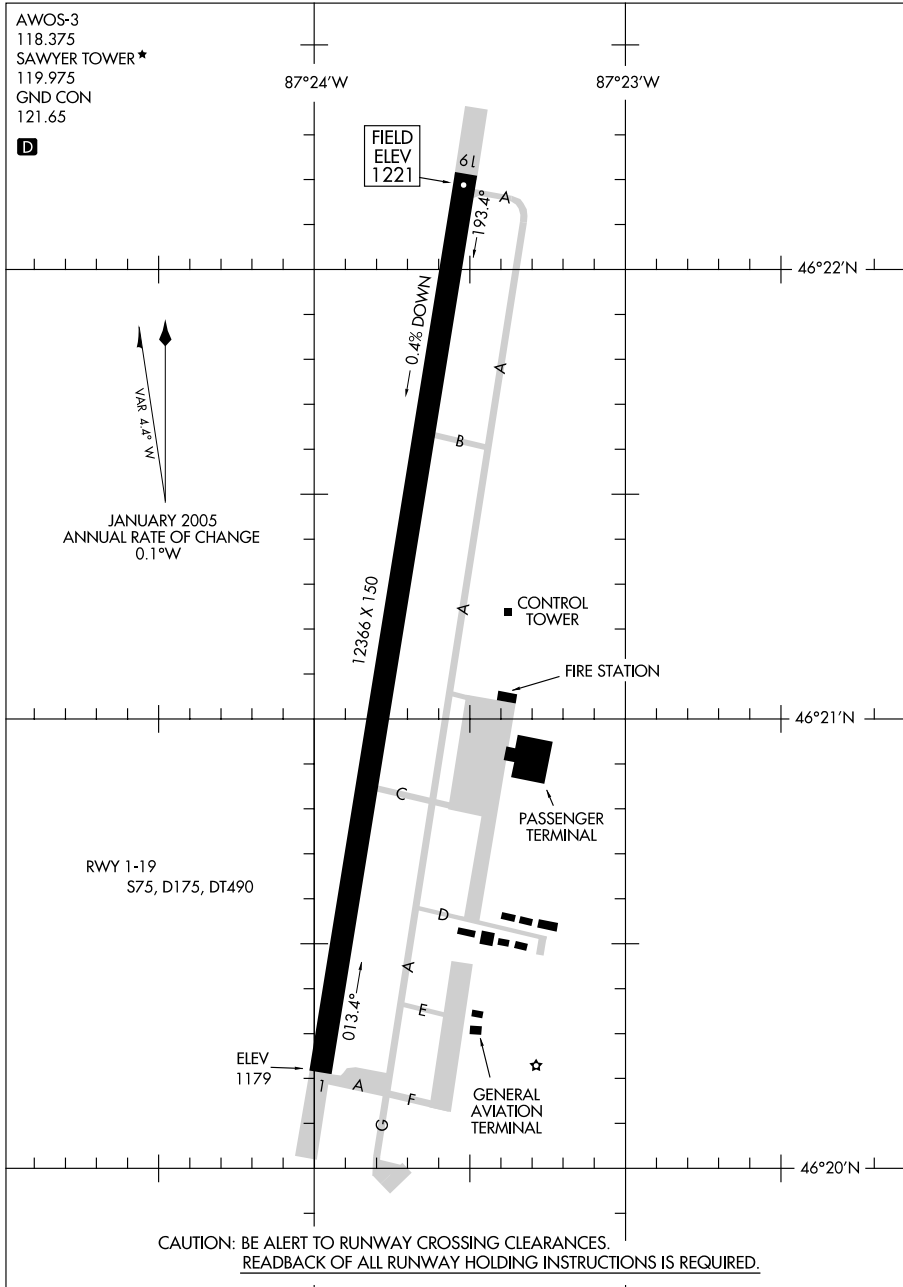 AWOS-3
118.375
SAWYER TOWER★
119.975
GND CON
121.65
D
87°24'W
87°23'W
FIELD
ELEV
1221
19
A
193.4°
46°22'N
0.4% DOWN
A
VAR 4.4° W
B
JANUARY 2005
ANNUAL RATE OF CHANGE
0.1°W
12366 X 150
A
CONTROL
TOWER
FIRE STATION
46°21'N
C
PASSENGER
TERMINAL
RWY 1-19
S75, D175, DT490
D
A
013.4°
E
ELEV
1179
1
A
F
G
GENERAL
AVIATION
TERMINAL
46°20'N
CAUTION: BE ALERT TO RUNWAY CROSSING CLEARANCES.
READBACK OF ALL RUNWAY HOLDING INSTRUCTIONS IS REQUIRED.